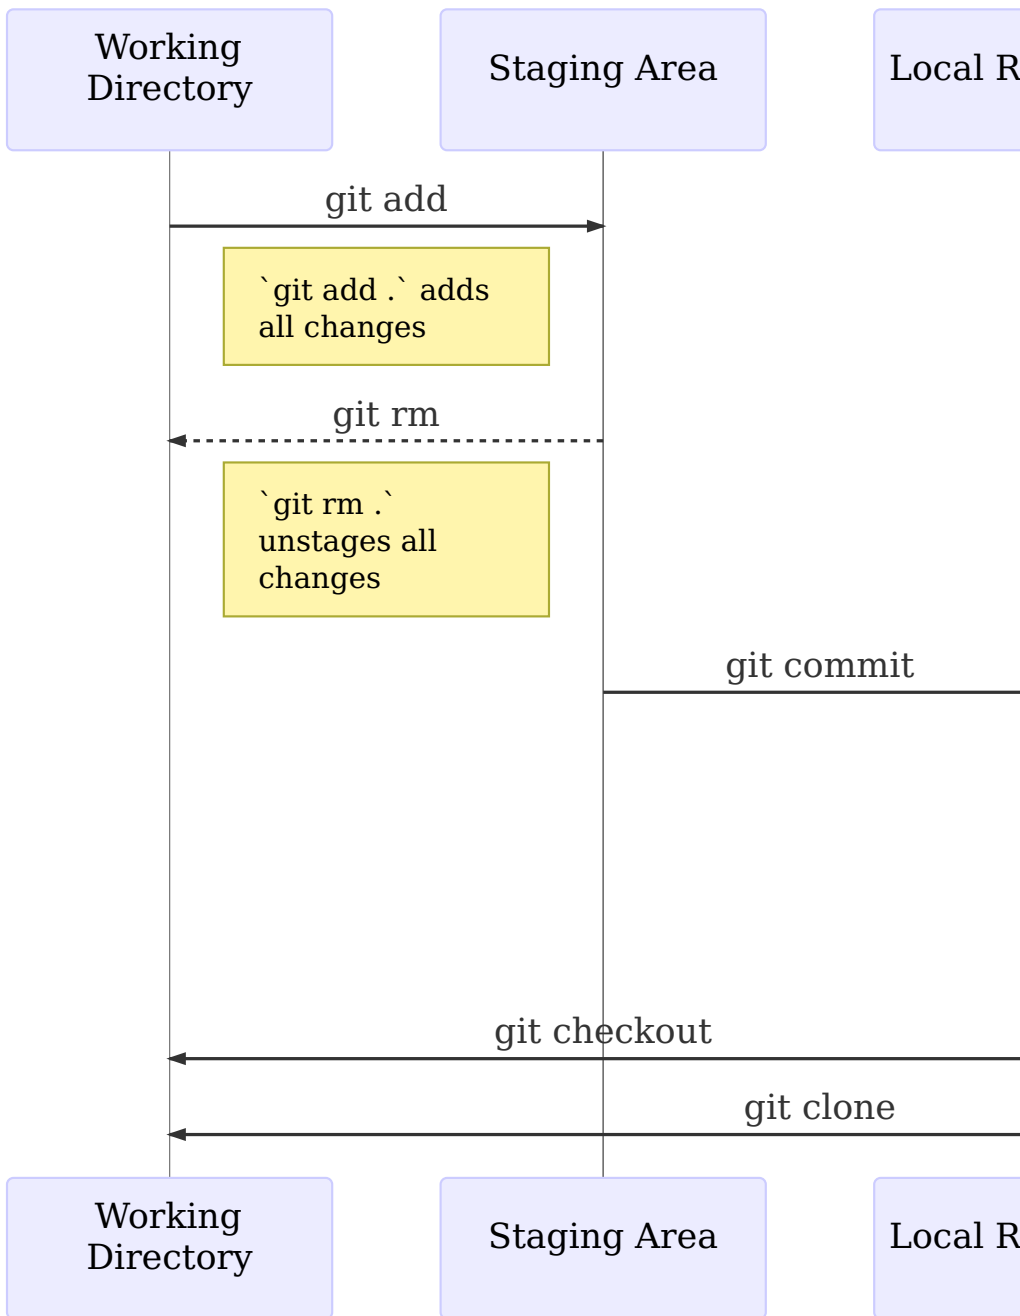 Working
Directory
Staging Area
Local R
git add
`git add .` adds
all changes
git rm
`git rm .`
unstages all
changes
git commit
git checkout
git clone
Working
Directory
Staging Area
Local R